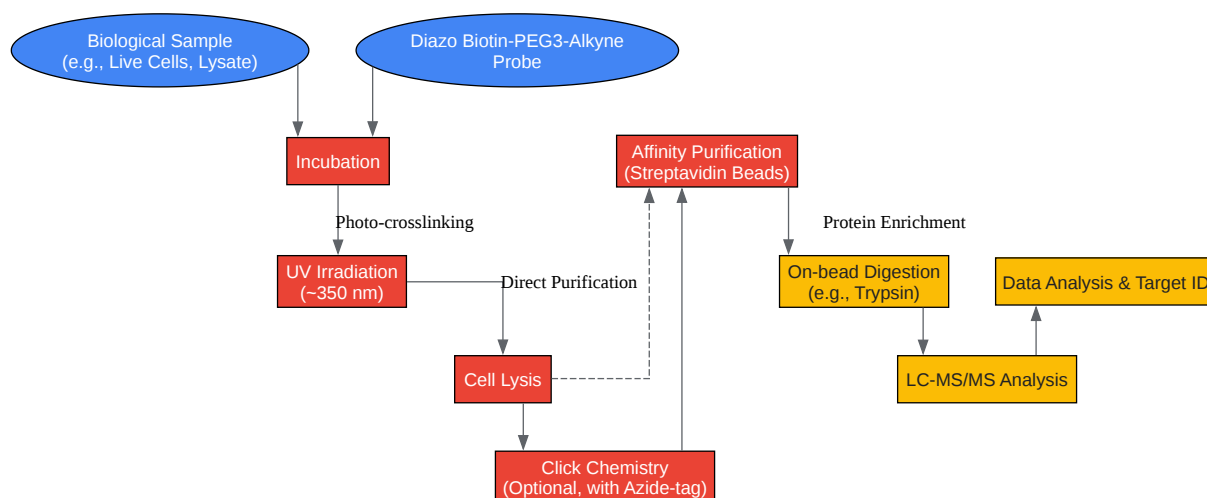 Biological Sample
(e.g., Live Cells, Lysate)
Diazo Biotin-PEG3-Alkyne
Probe
Incubation
Affinity Purification
(Streptavidin Beads)
Photo-crosslinking
Protein Enrichment
UV Irradiation
(~350 nm)
Direct Purification
On-bead Digestion
(e.g., Trypsin)
Data Analysis & Target ID
Cell Lysis
LC-MS/MS Analysis
Click Chemistry
(Optional, with Azide-tag)